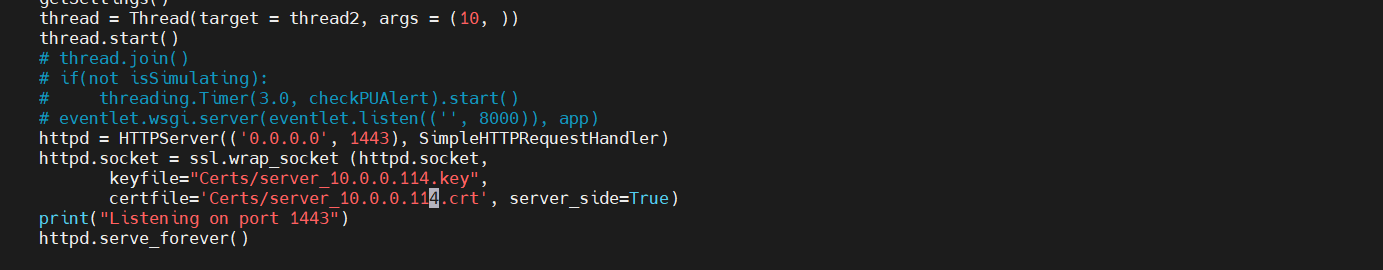 getSettings()
thread = Thread(target = thread2, args = (10, ))
thread.start()
# thread.join()
# if(not isSimulating):
#     threading.Timer(3.0, checkPUAlert).start()
# eventlet.wsgi.server(eventlet.listen(('', 8000)), app)
httpd = HTTPServer(('0.0.0.0', 1443), SimpleHTTPRequestHandler)
httpd.socket = ssl.wrap_socket (httpd.socket,
       keyfile="Certs/server_10.0.0.114.key",
       certfile='Certs/server_10.0.0.114.crt', server_side=True)
print("Listening on port 1443")
httpd.serve_forever()